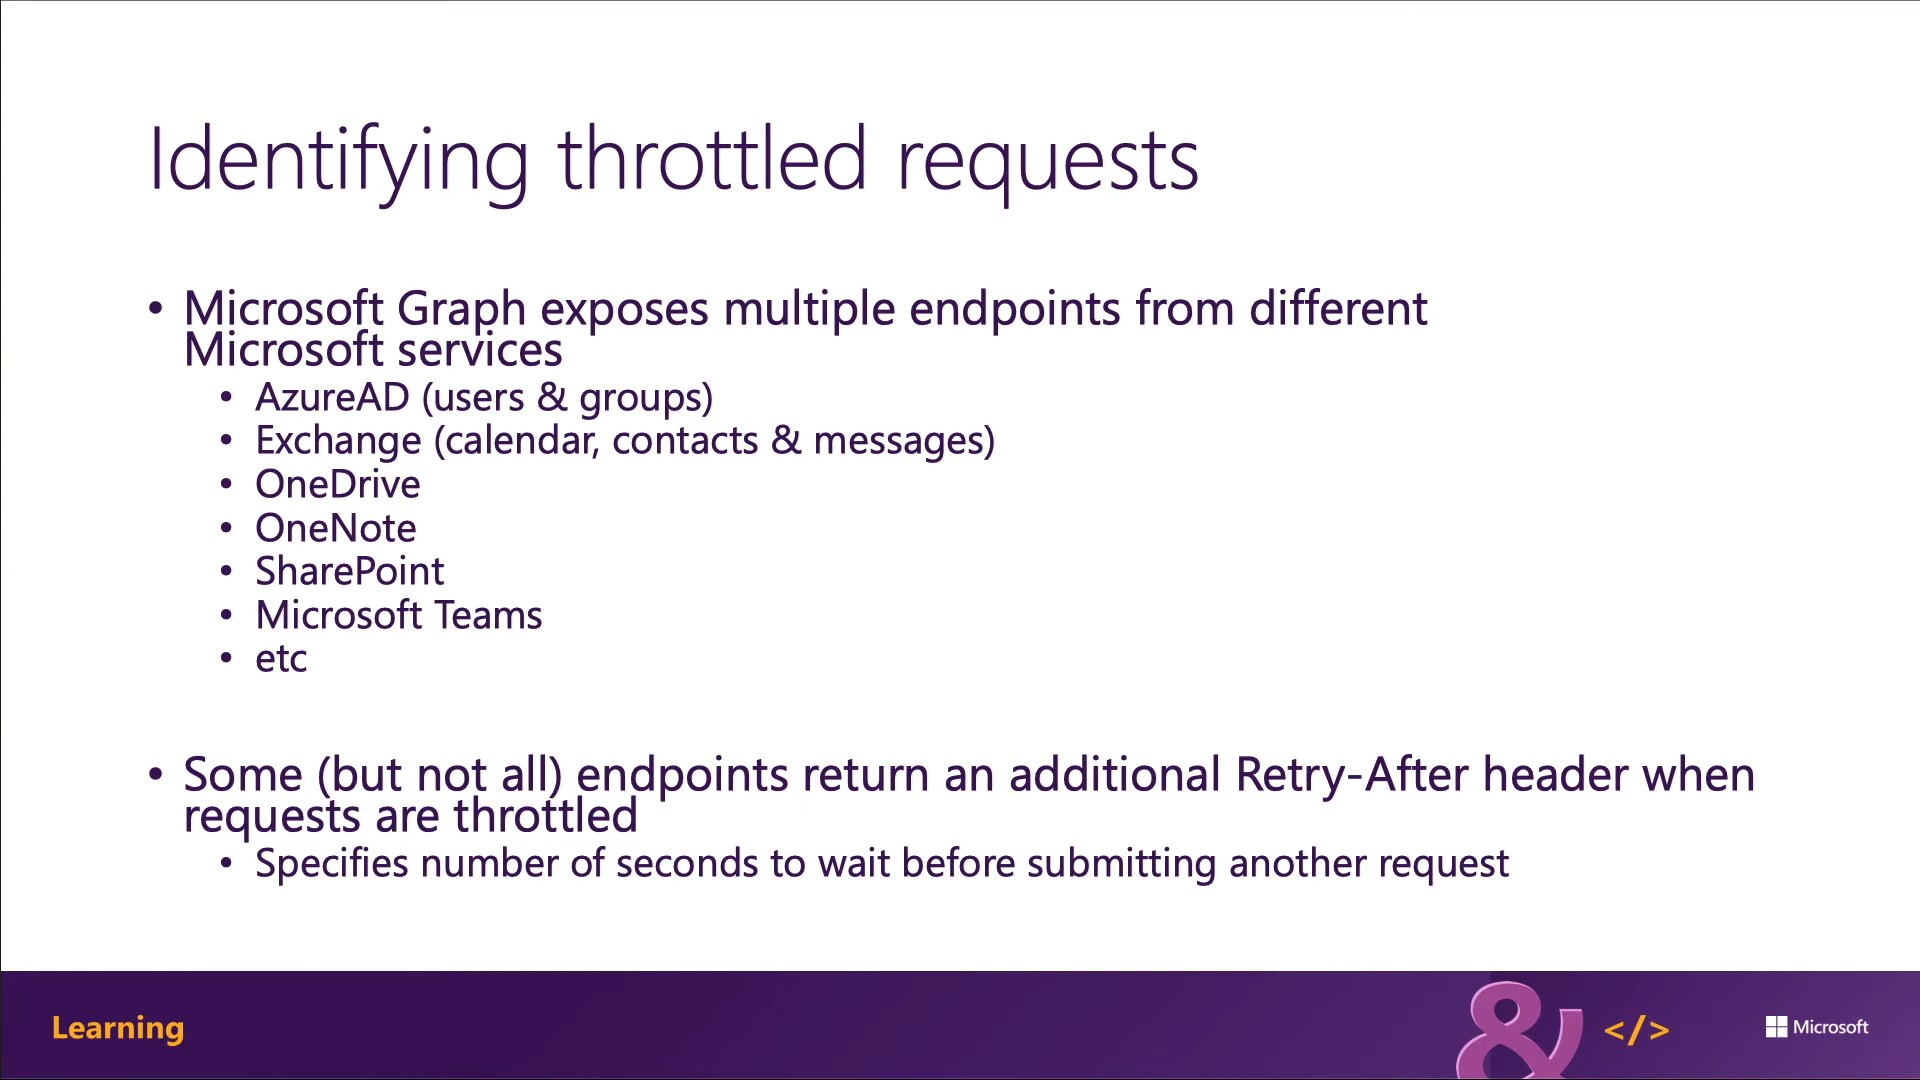 Identifying throttled requests
• Microsoft Graph exposes multiple endpoints from different
Microsoft services
• AzureAD (users & groups)
• Exchange (calendar, contacts & messages)
• OneDrive
• OneNote
• SharePoint
• Microsoft Teams
• etc
• Some (but not all) endpoints return an additional Retry-After header when
requests are throttled
• Specifies number of seconds to wait before submitting another request
Learning
& </>
Microsoft